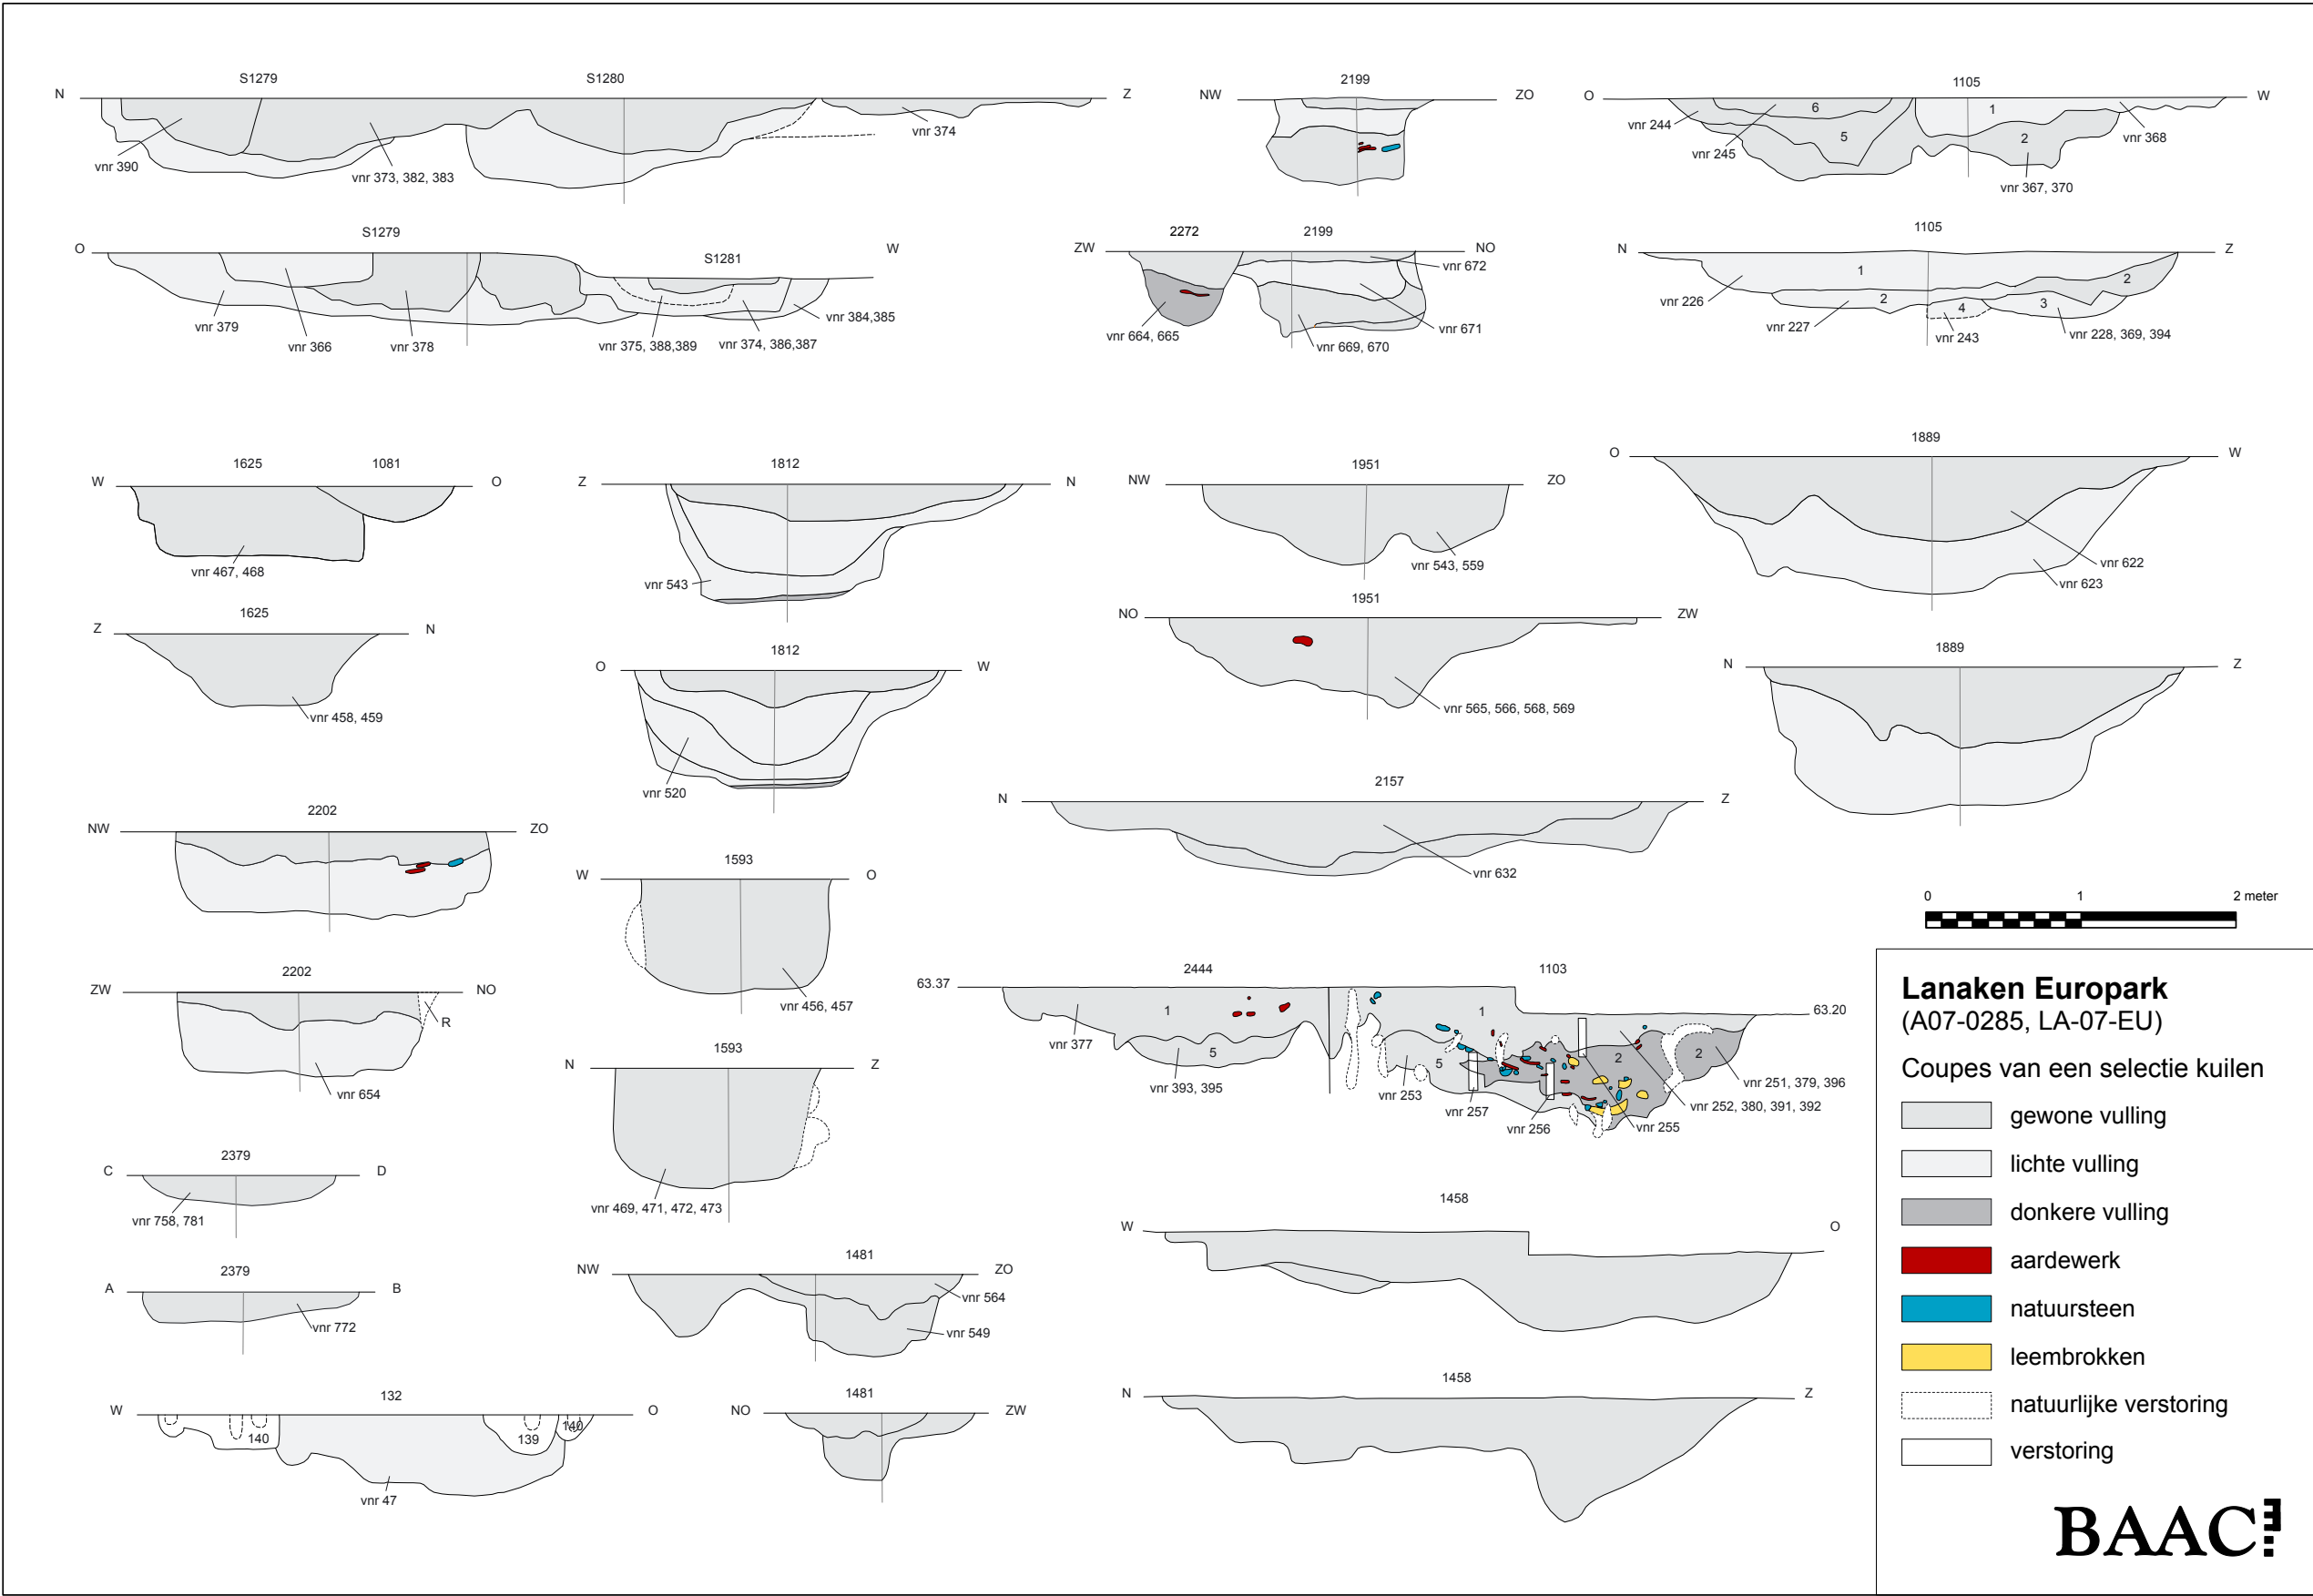 S1279 S1280
N Z
vnr 390
vnr 373, 382, 383
vnr 374
2199
NW ZO
1105
O W
6 1
5 2
vnr 244
vnr 245
vnr 368
vnr 367, 370
S1279
O W
S1281
vnr 379
vnr 366
vnr 378
vnr 375, 388,389
vnr 374, 386,387
vnr 384,385
2272 2199
ZW NO
vnr 672
vnr 671
vnr 664, 665
vnr 669, 670
1105
N Z
1
2
2 3
4
vnr 226
vnr 227
vnr 243
vnr 228, 369, 394
1625 1081
W O
vnr 467, 468
1812
Z N
vnr 543
1951
NW ZO
vnr 543, 559
1889
O W
vnr 622
vnr 623
1625
Z N
vnr 458, 459
1812
O W
vnr 520
1951
NO ZW
vnr 565, 566, 568, 569
1889
N Z
2202
NW ZO
1593
W O
vnr 456, 457
2157
N Z
vnr 632
0 1 2 meter
2202
ZW NO
R
vnr 654
1593
N Z
vnr 469, 471, 472, 473
2444 1103
63.37
63.20
1 1
5 5 2 2
vnr 377
vnr 393, 395
vnr 253
vnr 257
vnr 256
vnr 255
vnr 251, 379, 396
vnr 252, 380, 391, 392
2379
C D
vnr 758, 781
2379
A B
vnr 772
1481
NW ZO
vnr 564
vnr 549
1458
W O
132
W O
140 139 140
vnr 47
1481
NO ZW
1458
N Z
Lanaken Europark
(A07-0285, LA-07-EU)
Coupes van een selectie kuilen
gewone vulling
lichte vulling
donkere vulling
aardewerk
natuursteen
leembrokken
natuurlijke verstoring
verstoring
BAAC